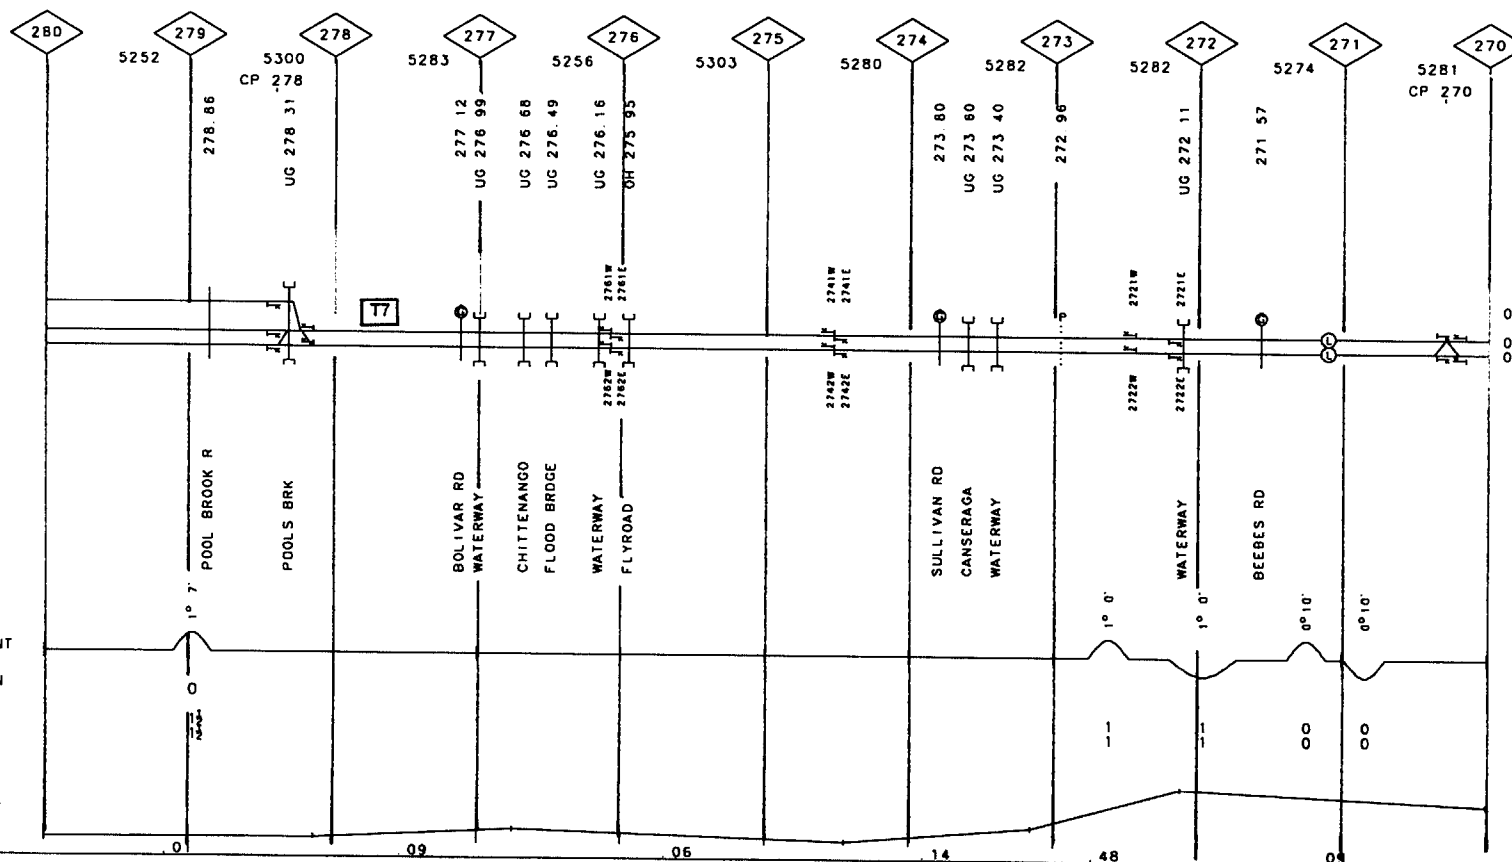 280
279
278
277
276
275
274
273
272
271
270
5252
5300
5283
5256
5303
5280
5282
5282
5274
5281
CP 278
CP 270
278.86
UG 278 31
277 12
UG 276 99
UG 276 68
UG 276.49
UG 276.16
OH 275 95
273.80
UG 273 60
UG 273 40
272 96
UG 272 11
271 57
T7
2761W
2761E
2741W
2741E
2721W
2721E
P
L
L
2762W
2762E
2742W
2742E
2722W
2722E
0
0
0
POOL BROOK R
POOLS BRK
BOLIVAR RD
WATERWAY
CHITTENANGO
FLOOD BRDGE
WATERWAY
FLYROAD
SULLIVAN RD
CANSERAGA
WATERWAY
WATERWAY
BEEBES RD
1° 7'
1° 0'
1° 0'
0°10'
0°10'
NT
N
0
1 1 0 0
1 1 0 0
.0
.09
.06
.14
.48
09